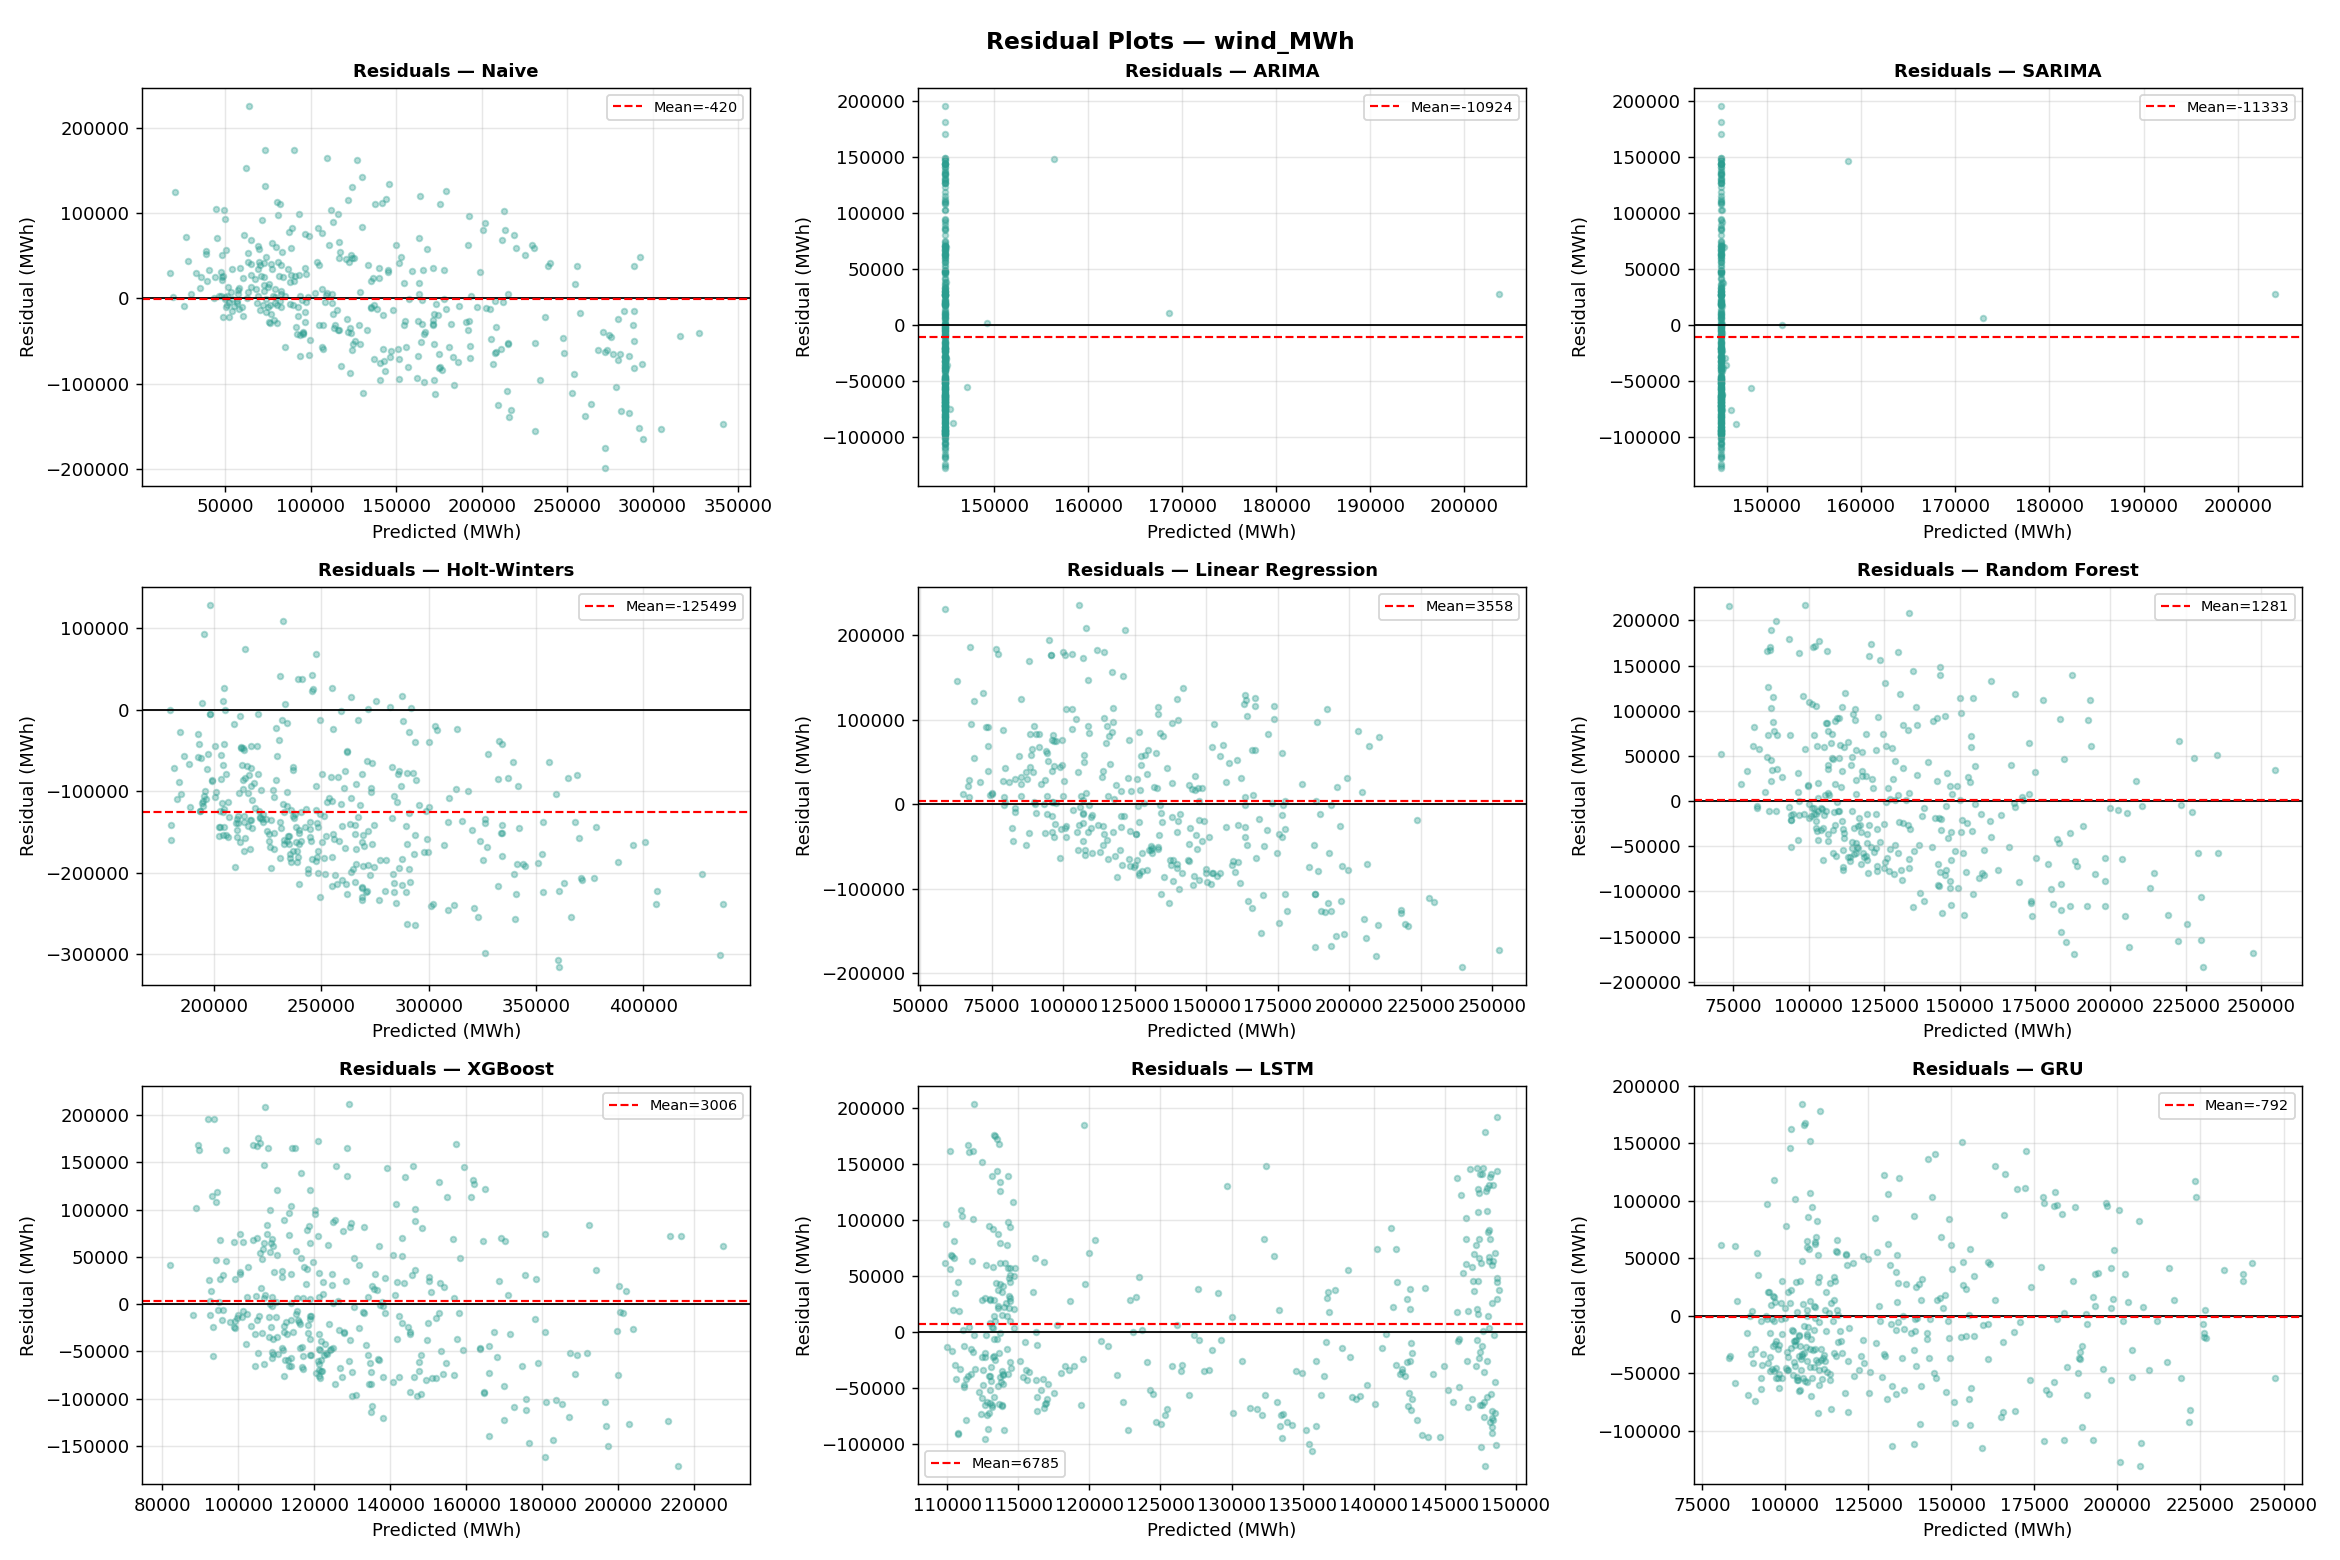 Residual Plots — wind_MWh
Residuals — Naive
Residual (MWh)
200000
100000
0
−100000
−200000
Mean=-420
50000 100000 150000 200000 250000 300000 350000
Predicted (MWh)
Residuals — ARIMA
Residual (MWh)
200000
150000
100000
50000
0
−50000
−100000
Mean=-10924
150000 160000 170000 180000 190000 200000
Predicted (MWh)
Residuals — SARIMA
Residual (MWh)
200000
150000
100000
50000
0
−50000
−100000
Mean=-11333
150000 160000 170000 180000 190000 200000
Predicted (MWh)
Residuals — Holt-Winters
Residual (MWh)
100000
0
−100000
−200000
−300000
Mean=-125499
200000 250000 300000 350000 400000
Predicted (MWh)
Residuals — Linear Regression
Residual (MWh)
200000
100000
0
−100000
−200000
Mean=3558
50000 75000 100000 125000 150000 175000 200000 225000 250000
Predicted (MWh)
Residuals — Random Forest
Residual (MWh)
200000
150000
100000
50000
0
−50000
−100000
−150000
−200000
Mean=1281
75000 100000 125000 150000 175000 200000 225000 250000
Predicted (MWh)
Residuals — XGBoost
Residual (MWh)
200000
150000
100000
50000
0
−50000
−100000
−150000
Mean=3006
80000 100000 120000 140000 160000 180000 200000 220000
Predicted (MWh)
Residuals — LSTM
Residual (MWh)
200000
150000
100000
50000
0
−50000
−100000
Mean=6785
110000 115000 120000 125000 130000 135000 140000 145000 150000
Predicted (MWh)
Residuals — GRU
Residual (MWh)
200000
150000
100000
50000
0
−50000
−100000
Mean=-792
75000 100000 125000 150000 175000 200000 225000 250000
Predicted (MWh)